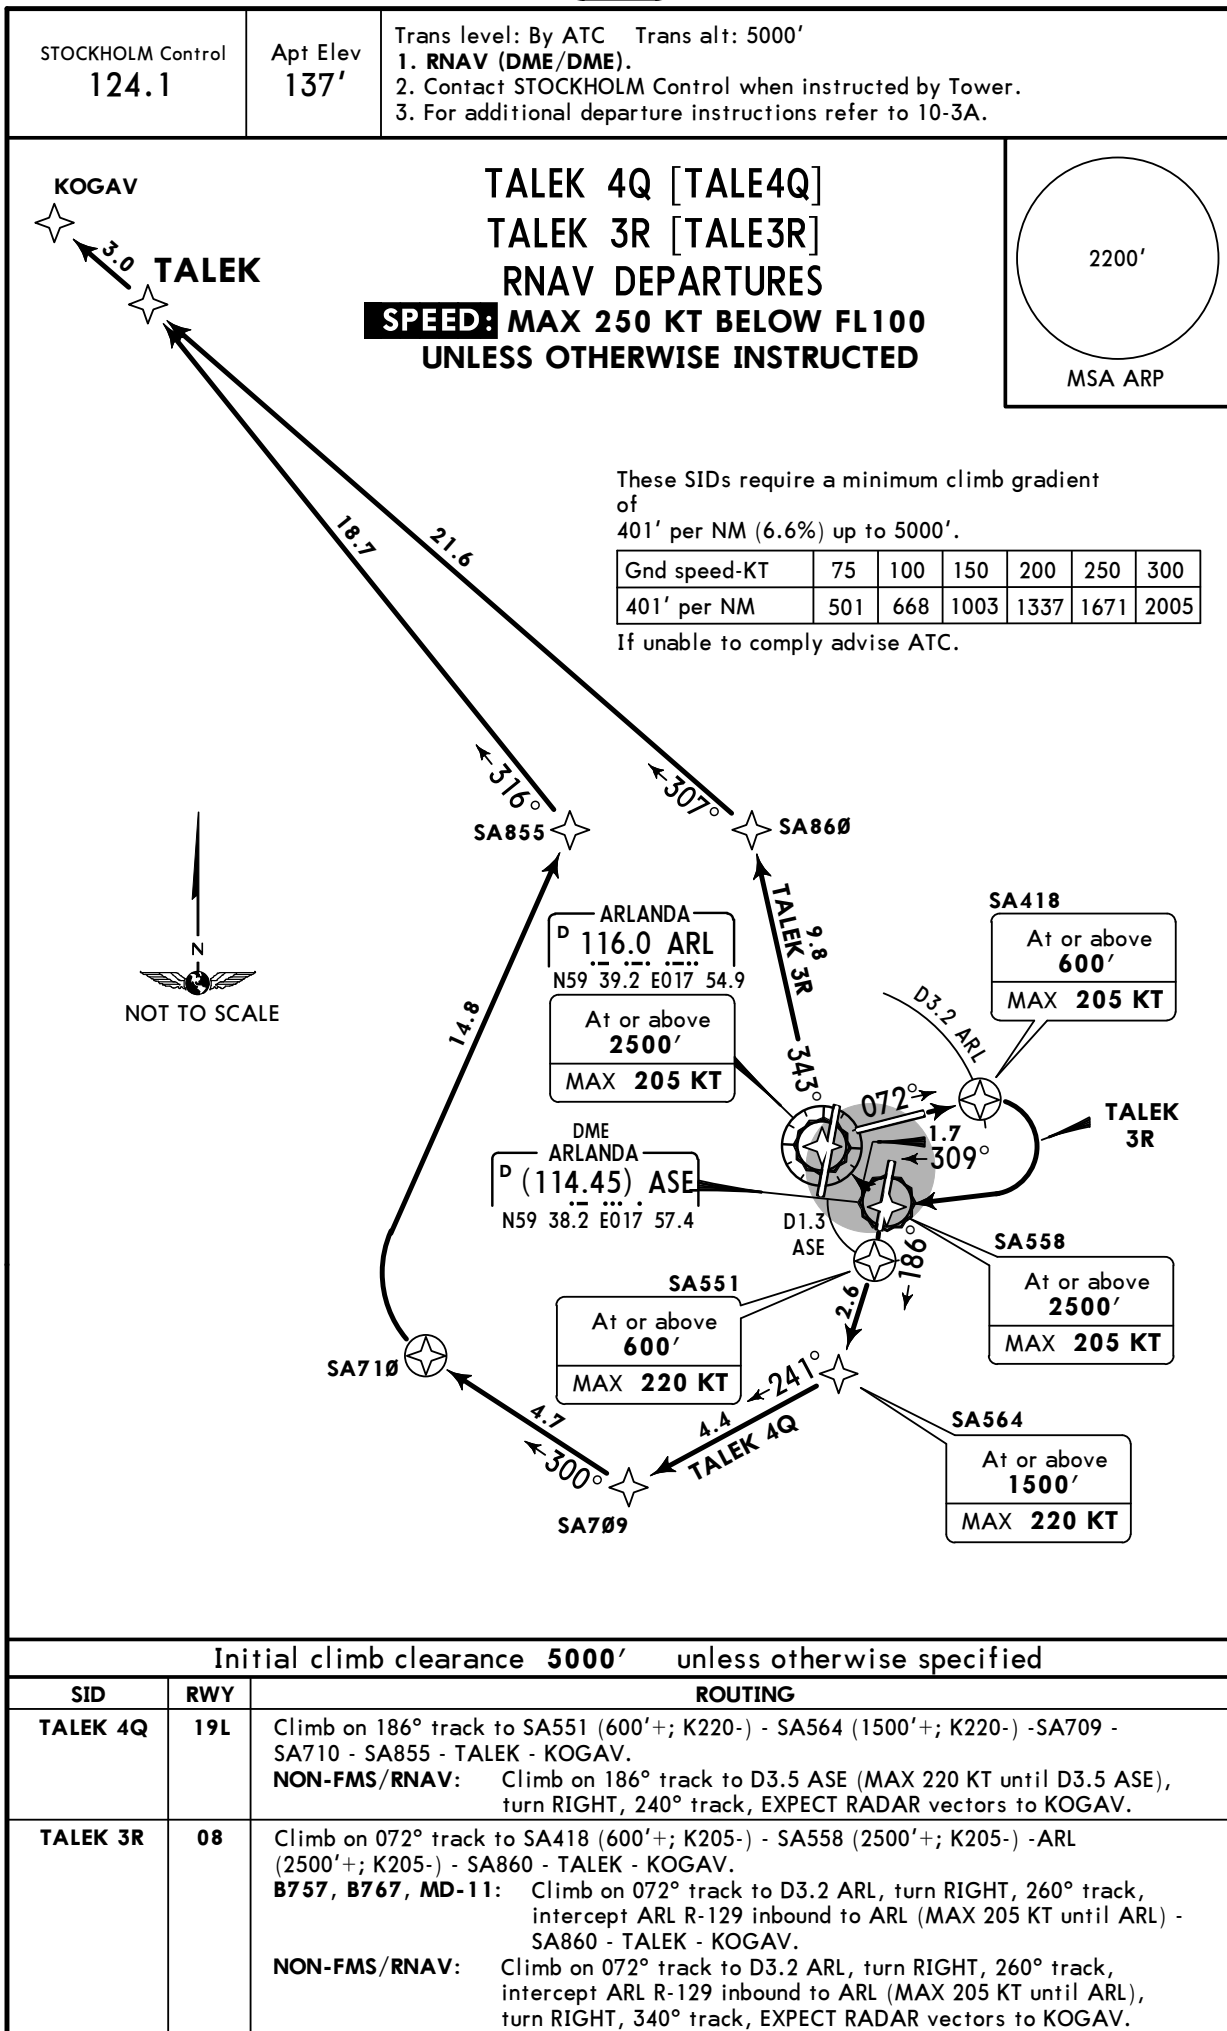 STOCKHOLM Control
124.1
Apt Elev
137'
Trans level: By ATC Trans alt: 5000'
1. RNAV (DME/DME).
2. Contact STOCKHOLM Control when instructed by Tower.
3. For additional departure instructions refer to 10-3A.
KOGAV
3.0
TALEK
TALEK 4Q [TALE4Q]
TALEK 3R [TALE3R]
RNAV DEPARTURES
SPEED: MAX 250 KT BELOW FL100
UNLESS OTHERWISE INSTRUCTED
2200'
MSA ARP
These SIDs require a minimum climb gradient
of
401' per NM (6.6%) up to 5000'.
Gnd speed-KT 75 100 150 200 250 300
401' per NM 501 668 1003 1337 1671 2005
If unable to comply advise ATC.
18.7
21.6
316°
307°
SA855
SA86Ø
TALEK 3R
9.8
343°
N
NOT TO SCALE
14.8
ARLANDA
D 116.0 ARL
N59 39.2 E017 54.9
At or above
2500'
MAX 205 KT
SA418
At or above
600'
MAX 205 KT
D3.2 ARL
072°
TALEK
3R
1.7
309°
DME
ARLANDA
D (114.45) ASE
N59 38.2 E017 57.4
D1.3
ASE
186°
SA558
At or above
2500'
MAX 205 KT
SA551
At or above
600'
MAX 220 KT
2.6
SA71Ø
241°
4.4
TALEK 4Q
4.7
300°
SA7Ø9
SA564
At or above
1500'
MAX 220 KT
Initial climb clearance 5000' unless otherwise specified
SID RWY ROUTING
TALEK 4Q 19L Climb on 186° track to SA551 (600'+; K220-) - SA564 (1500'+; K220-) -SA709 -
SA710 - SA855 - TALEK - KOGAV.
NON-FMS/RNAV: Climb on 186° track to D3.5 ASE (MAX 220 KT until D3.5 ASE),
turn RIGHT, 240° track, EXPECT RADAR vectors to KOGAV.
TALEK 3R 08 Climb on 072° track to SA418 (600'+; K205-) - SA558 (2500'+; K205-) -ARL
(2500'+; K205-) - SA860 - TALEK - KOGAV.
B757, B767, MD-11: Climb on 072° track to D3.2 ARL, turn RIGHT, 260° track,
intercept ARL R-129 inbound to ARL (MAX 205 KT until ARL) -
SA860 - TALEK - KOGAV.
NON-FMS/RNAV: Climb on 072° track to D3.2 ARL, turn RIGHT, 260° track,
intercept ARL R-129 inbound to ARL (MAX 205 KT until ARL),
turn RIGHT, 340° track, EXPECT RADAR vectors to KOGAV.